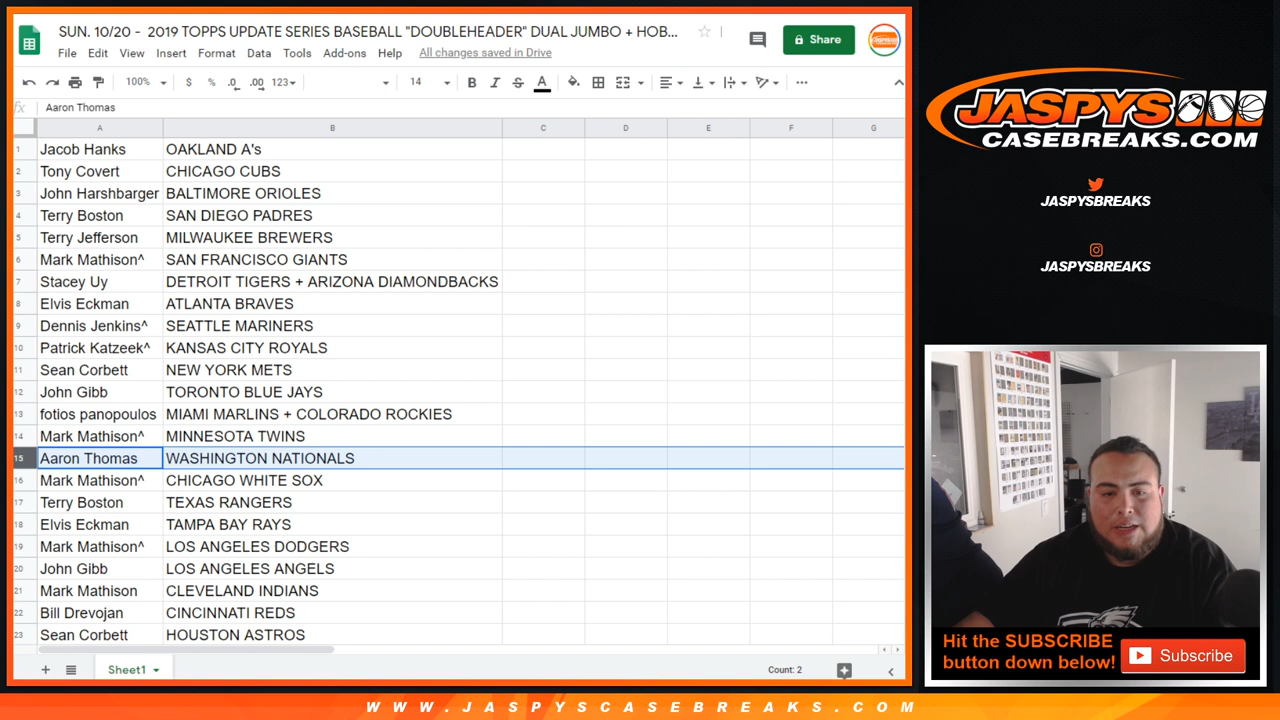 SUN. 10/20 - 2019 TOPPS UPDATE SERIES BASEBALL "DOUBLEHEADER" DUAL JUMBO + HOB...
Share
File Edit View Insert Format Data Tools Add-ons Help All changes saved in Drive
100% $ % .0 .00 123 14 B I S A
fx Aaron Thomas
A B C D E F G
1 Jacob Hanks OAKLAND A's
2 Tony Covert CHICAGO CUBS
3 John Harshbarger BALTIMORE ORIOLES
4 Terry Boston SAN DIEGO PADRES
5 Terry Jefferson MILWAUKEE BREWERS
6 Mark Mathison^ SAN FRANCISCO GIANTS
7 Stacey Uy DETROIT TIGERS + ARIZONA DIAMONDBACKS
8 Elvis Eckman ATLANTA BRAVES
9 Dennis Jenkins^ SEATTLE MARINERS
10 Patrick Katzeek^ KANSAS CITY ROYALS
11 Sean Corbett NEW YORK METS
12 John Gibb TORONTO BLUE JAYS
13 fotios panopoulos MIAMI MARLINS + COLORADO ROCKIES
14 Mark Mathison^ MINNESOTA TWINS
15 Aaron Thomas WASHINGTON NATIONALS
16 Mark Mathison^ CHICAGO WHITE SOX
17 Terry Boston TEXAS RANGERS
18 Elvis Eckman TAMPA BAY RAYS
19 Mark Mathison^ LOS ANGELES DODGERS
20 John Gibb LOS ANGELES ANGELS
21 Mark Mathison CLEVELAND INDIANS
22 Bill Drevojan CINCINNATI REDS
23 Sean Corbett HOUSTON ASTROS
Sheet1 Count: 2
JASPYS
CASEBREAKS.COM
JASPYSBREAKS
JASPYSBREAKS
Hit the SUBSCRIBE
button down below!
Subscribe
WWW.JASPYSCASEBREAKS.COM